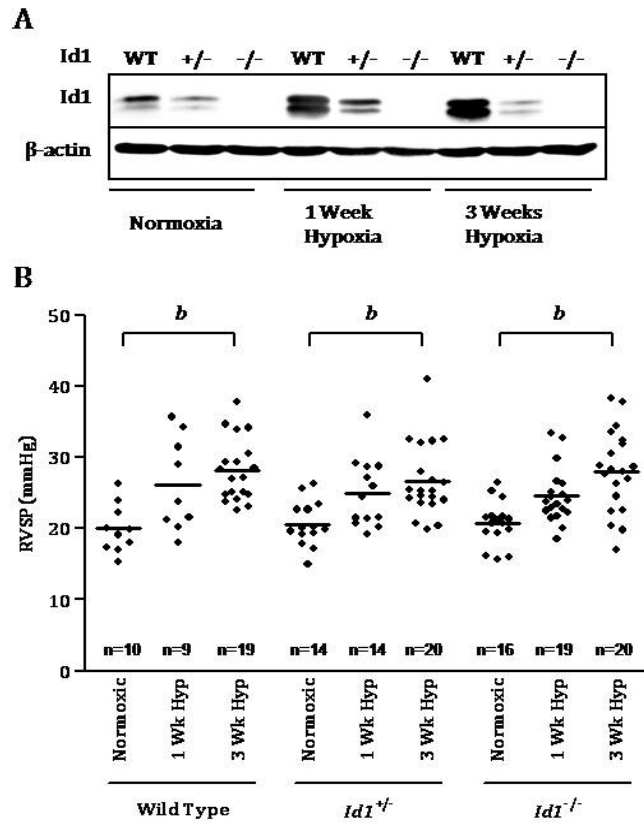 A
Id1 WT +/- -/- WT +/- -/- WT +/- -/-
Id1
β-actin
Normoxia
1 Week
Hypoxia
3 Weeks
Hypoxia
B
50
40
30
20
10
0
RVSP (mmHg)
b b b
n=10 n=9 n=19 n=14 n=14 n=20 n=16 n=19 n=20
Normoxic
1 Wk Hyp
3 Wk Hyp
Normoxic
1 Wk Hyp
3 Wk Hyp
Normoxic
1 Wk Hyp
3 Wk Hyp
Wild Type
Id1+/-
Id1-/-